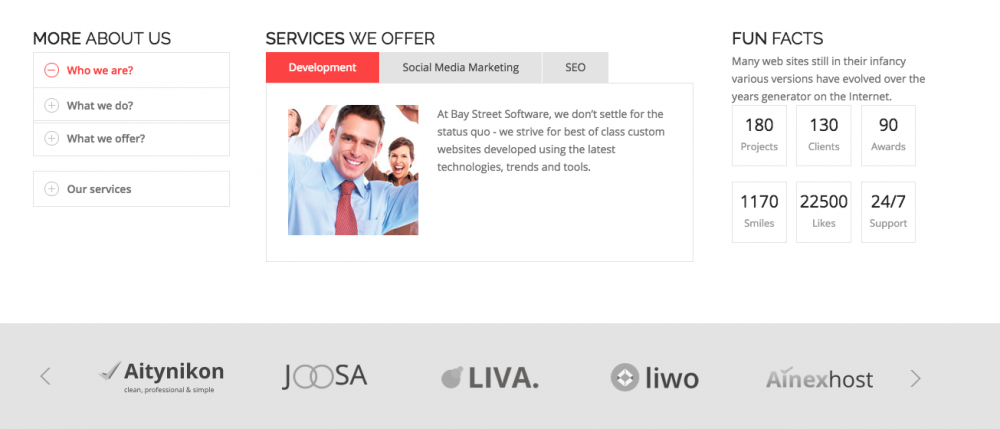 MORE ABOUT US
Who we are?
What we do?
What we offer?
Our services
SERVICES WE OFFER
Development
Social Media Marketing
SEO
At Bay Street Software, we don’t settle for the
status quo - we strive for best of class custom
websites developed using the latest
technologies, trends and tools.
FUN FACTS
Many web sites still in their infancy
various versions have evolved over the
years generator on the Internet.
180
Projects
130
Clients
90
Awards
1170
Smiles
22500
Likes
24/7
Support
Aitynikon
clean, professional & simple
JOOSA
LIVA.
liwo
Ainexhost